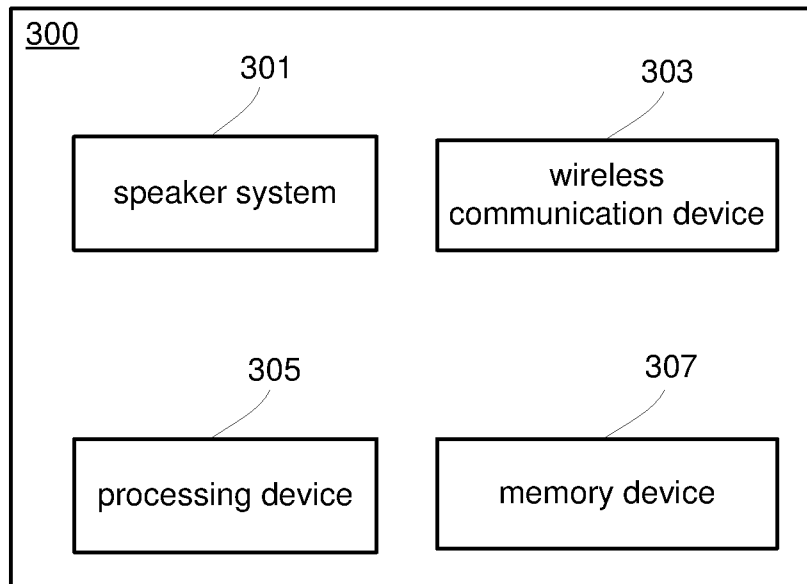 300
301
303
speaker system
wireless
communication device
305
307
processing device
memory device